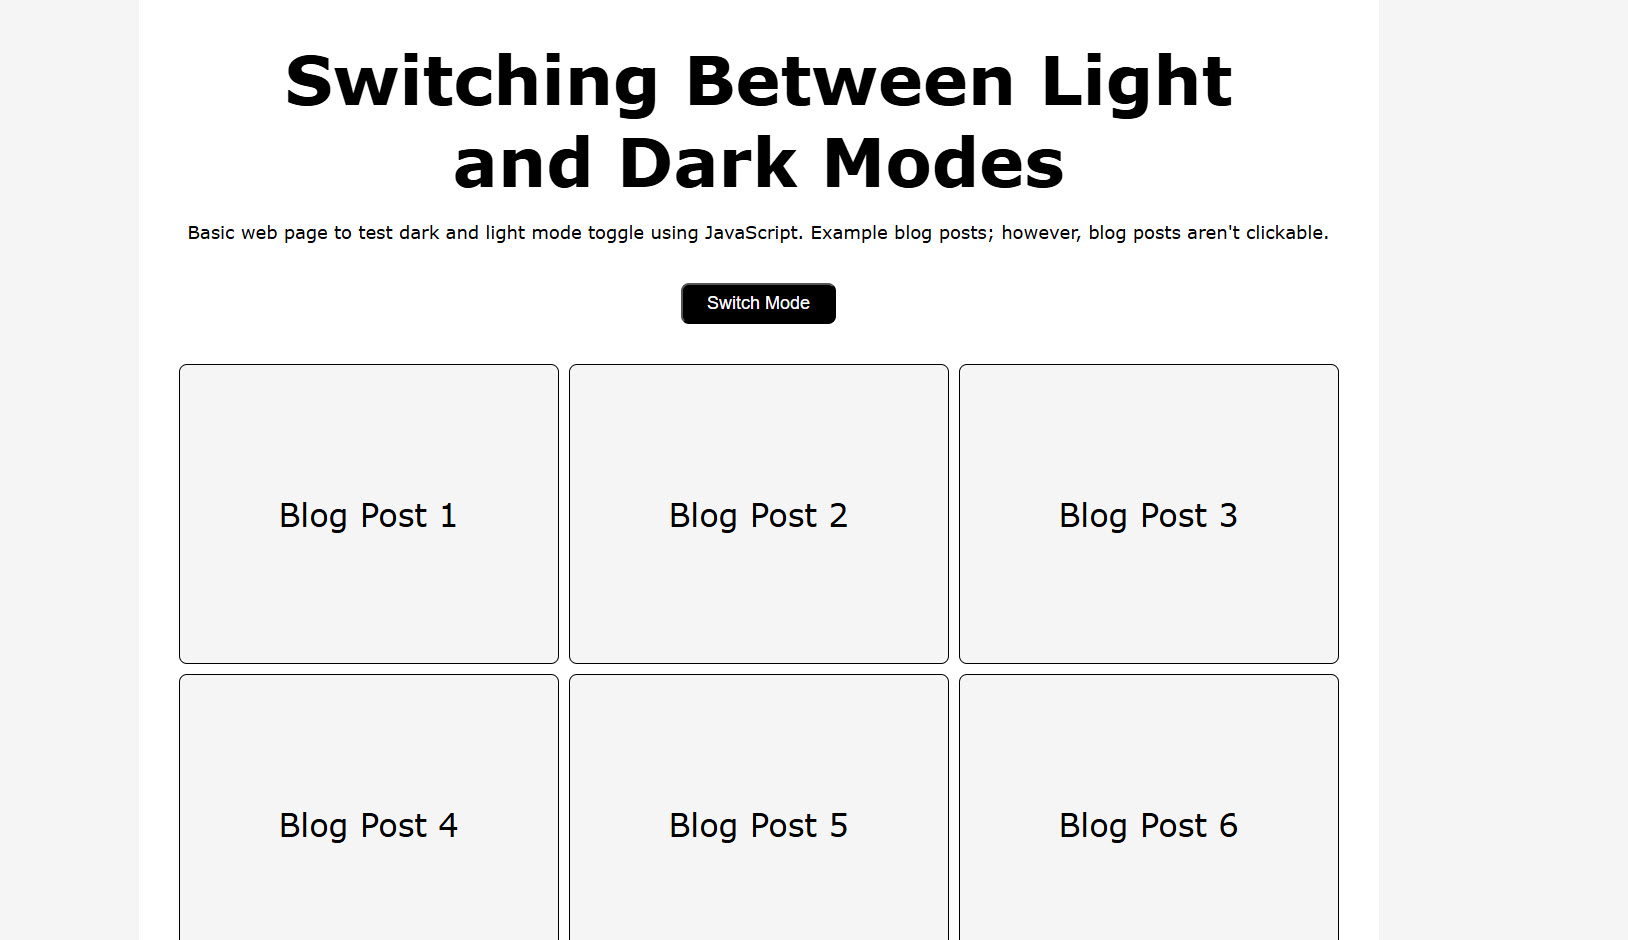 Switching Between Light
and Dark Modes
Basic web page to test dark and light mode toggle using JavaScript. Example blog posts; however, blog posts aren't clickable.
Switch Mode
Blog Post 1
Blog Post 2
Blog Post 3
Blog Post 4
Blog Post 5
Blog Post 6